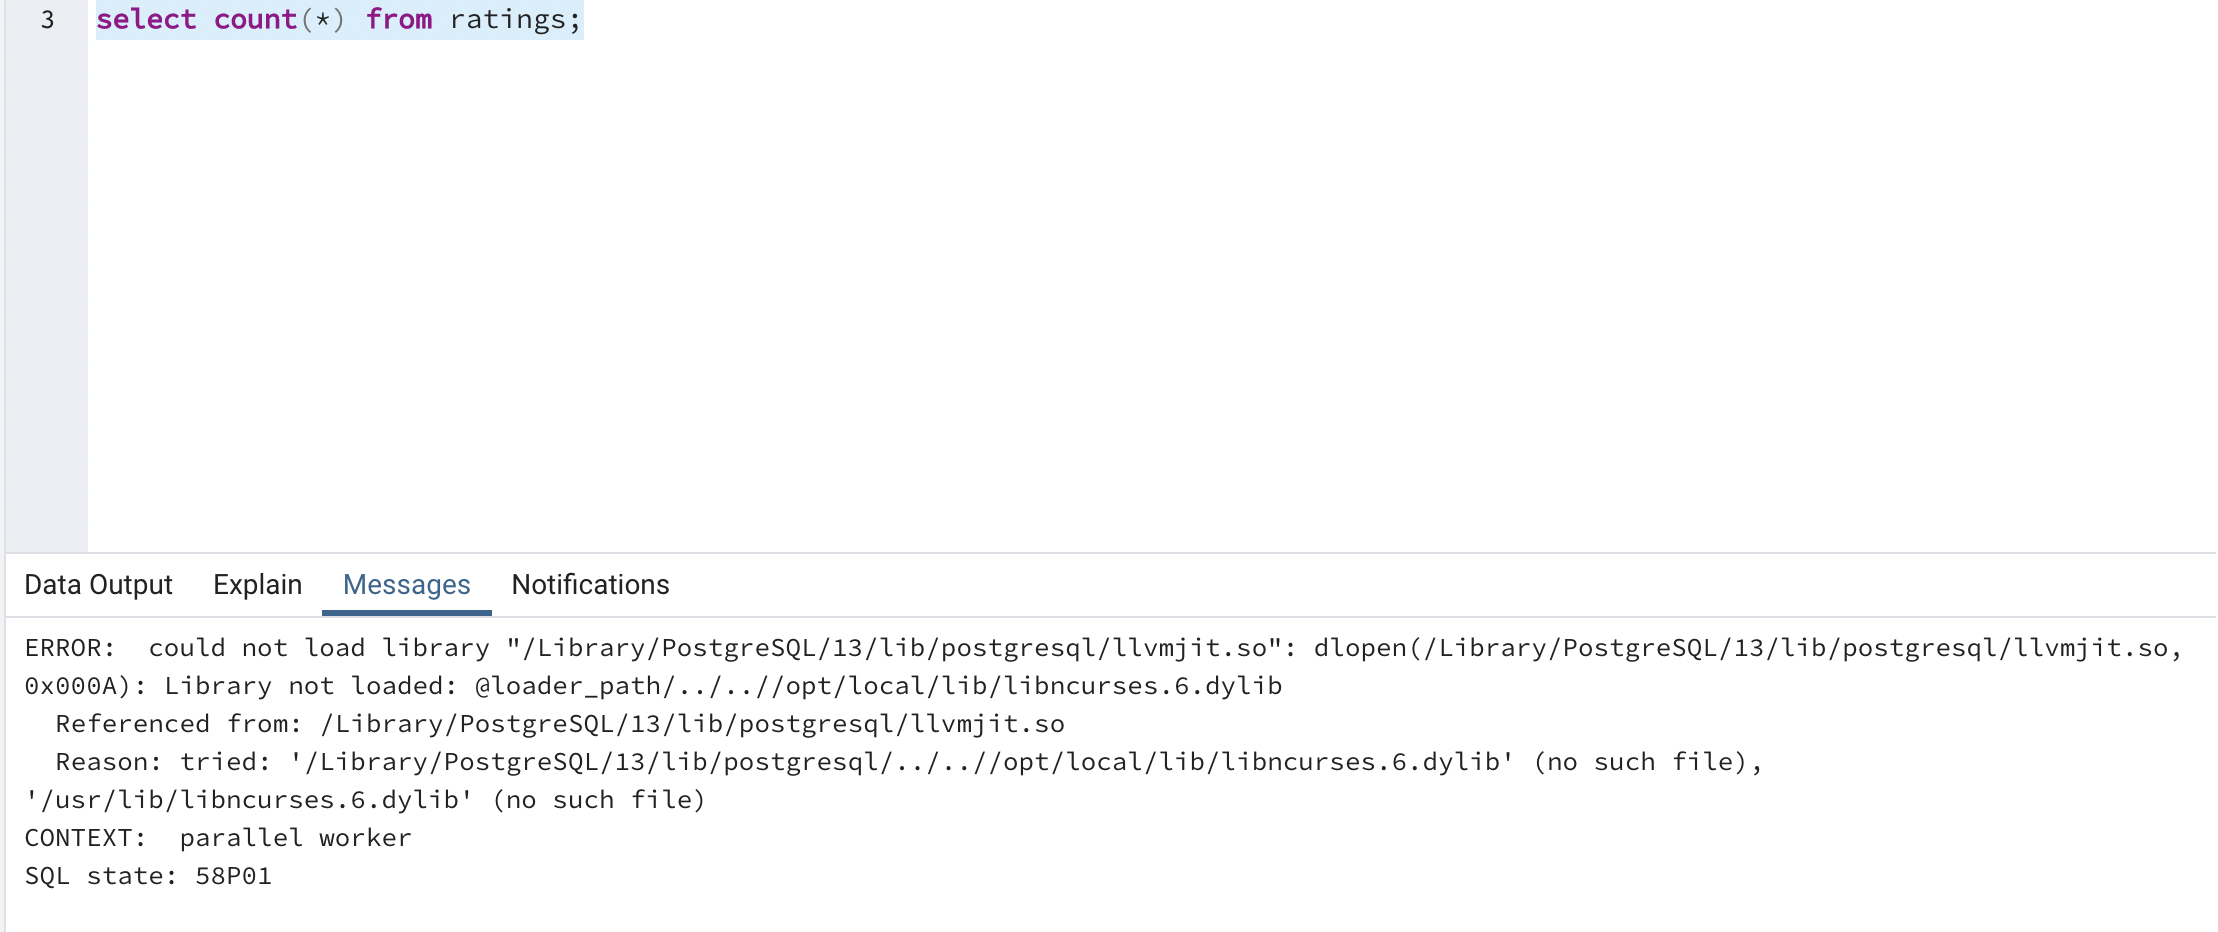 3 select count(*) from ratings;
Data Output Explain Messages Notifications
ERROR:  could not load library "/Library/PostgreSQL/13/lib/postgresql/llvmjit.so": dlopen(/Library/PostgreSQL/13/lib/postgresql/llvmjit.so,
0x000A): Library not loaded: @loader_path/../..//opt/local/lib/libncurses.6.dylib
  Referenced from: /Library/PostgreSQL/13/lib/postgresql/llvmjit.so
  Reason: tried: '/Library/PostgreSQL/13/lib/postgresql/../..//opt/local/lib/libncurses.6.dylib' (no such file),
'/usr/lib/libncurses.6.dylib' (no such file)
CONTEXT:  parallel worker
SQL state: 58P01